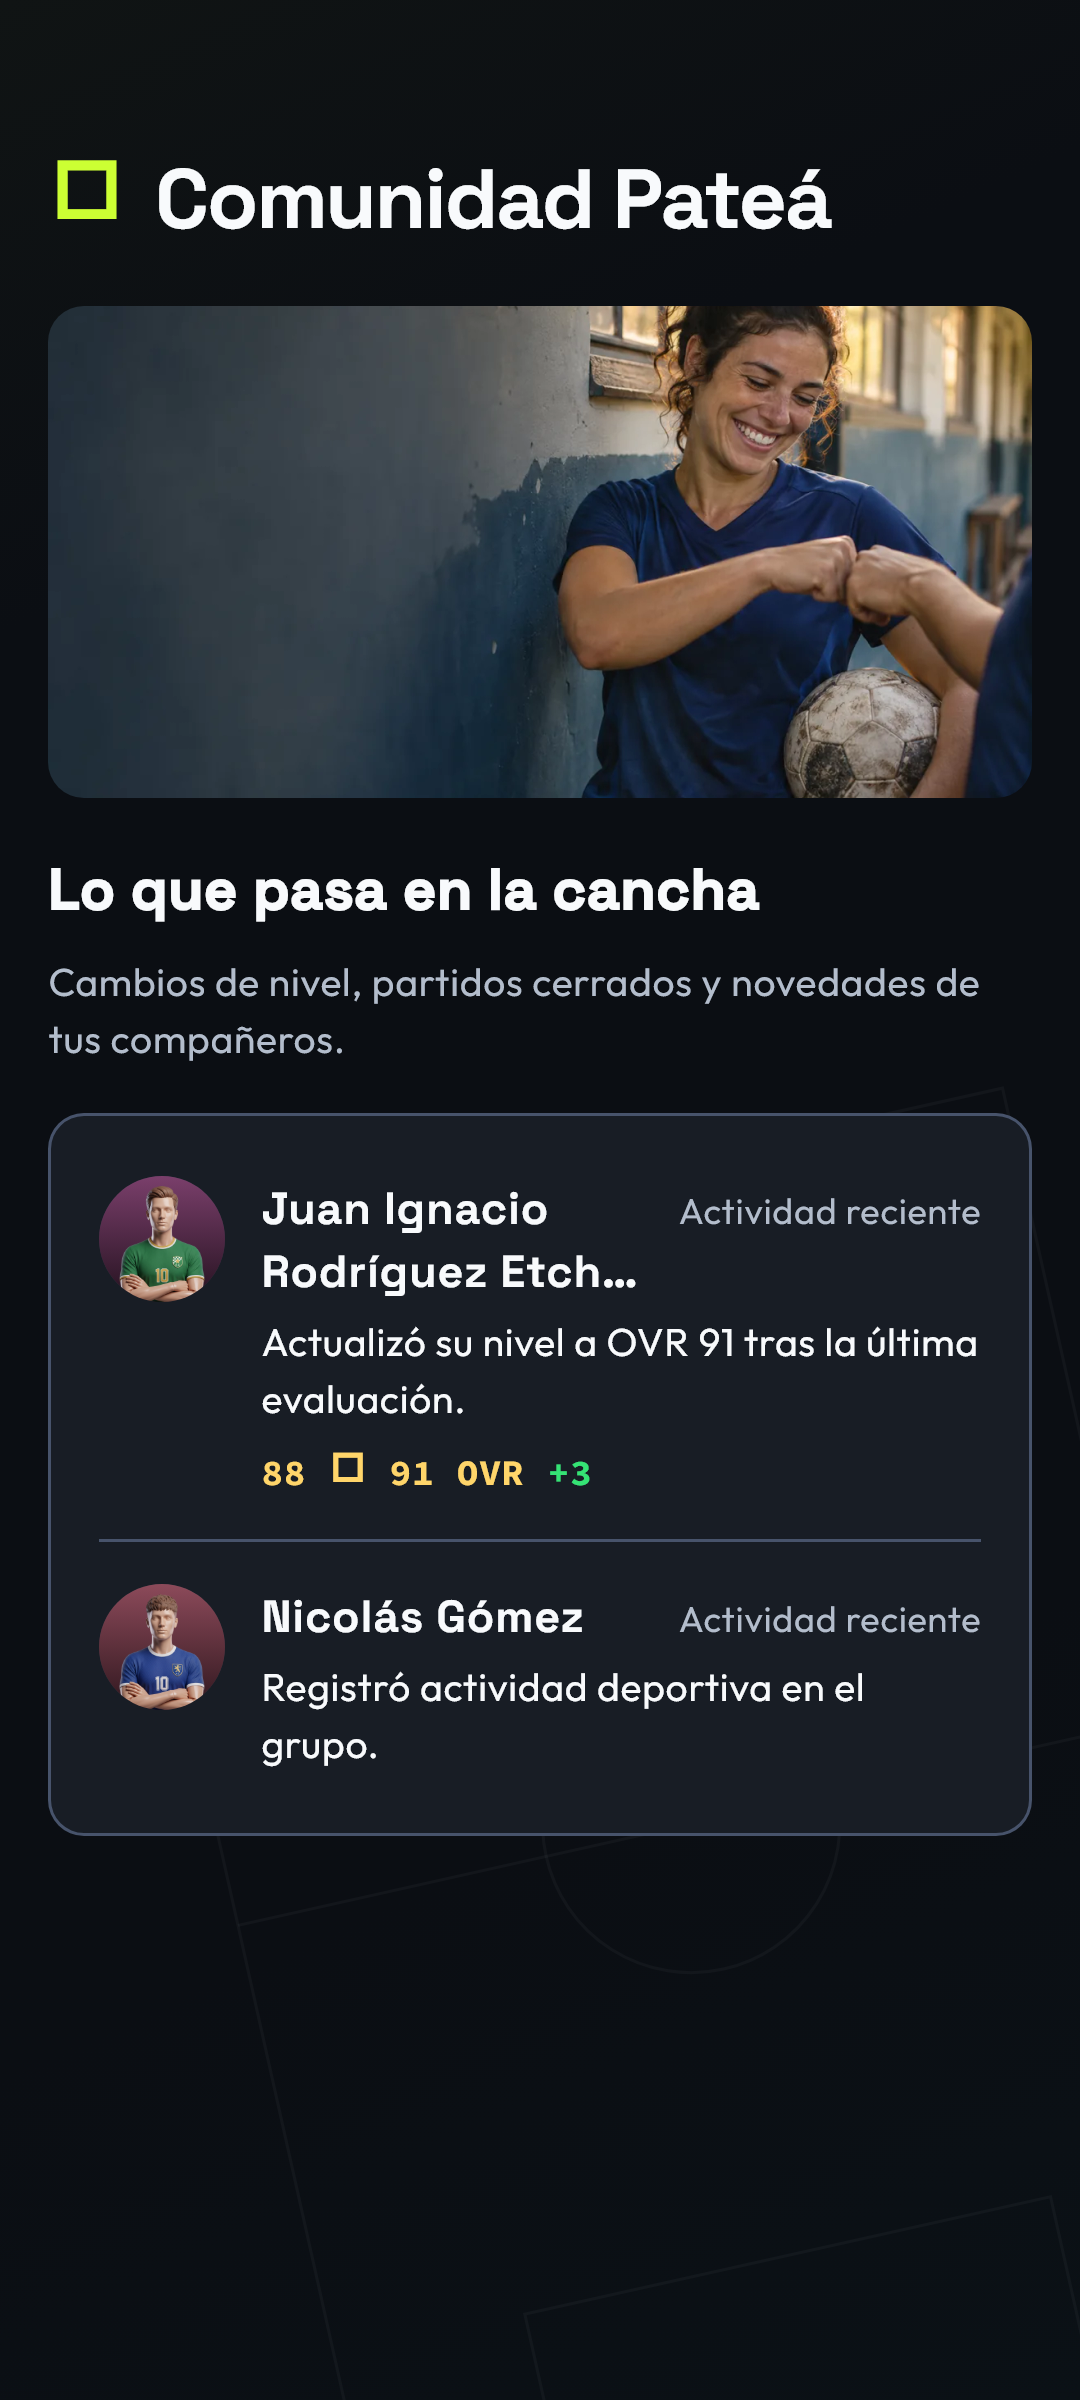 Comunidad Pateá
Lo que pasa en la cancha
Cambios de nivel, partidos cerrados y novedades de
tus compañeros.
Juan Ignacio
Rodríguez Etch...
Actividad reciente
Actualizó su nivel a OVR 91 tras la última
evaluación.
88 □ 91 OVR +3
Nicolás Gómez
Actividad reciente
Registró actividad deportiva en el
grupo.